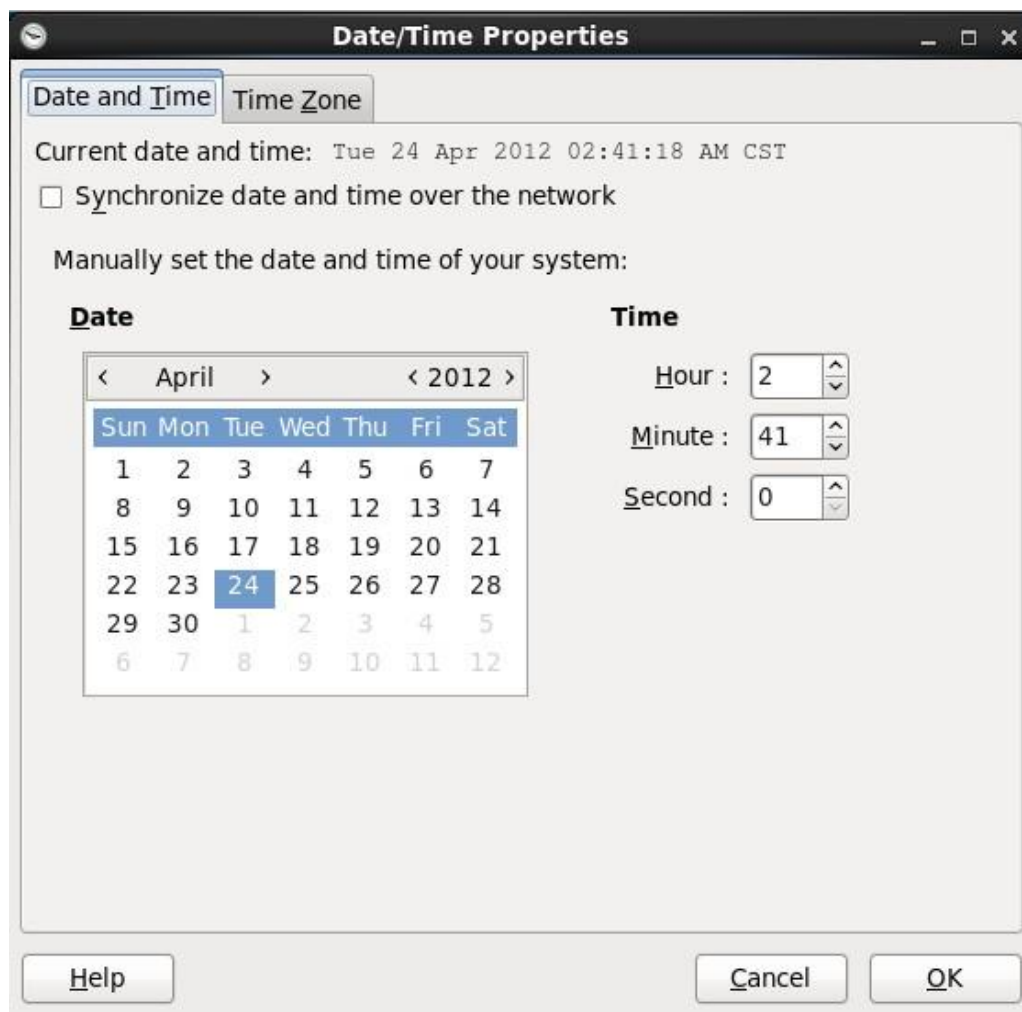 Date/Time Properties
Date and Time Time Zone
Current date and time: Tue 24 Apr 2012 02:41:18 AM CST
Synchronize date and time over the network
Manually set the date and time of your system:
Date Time
< April > < 2012 > Hour : 2
Sun Mon Tue Wed Thu Fri Sat Minute : 41
1 2 3 4 5 6 7 Second : 0
8 9 10 11 12 13 14
15 16 17 18 19 20 21
22 23 24 25 26 27 28
29 30 1 2 3 4 5
6 7 8 9 10 11 12
Help Cancel OK